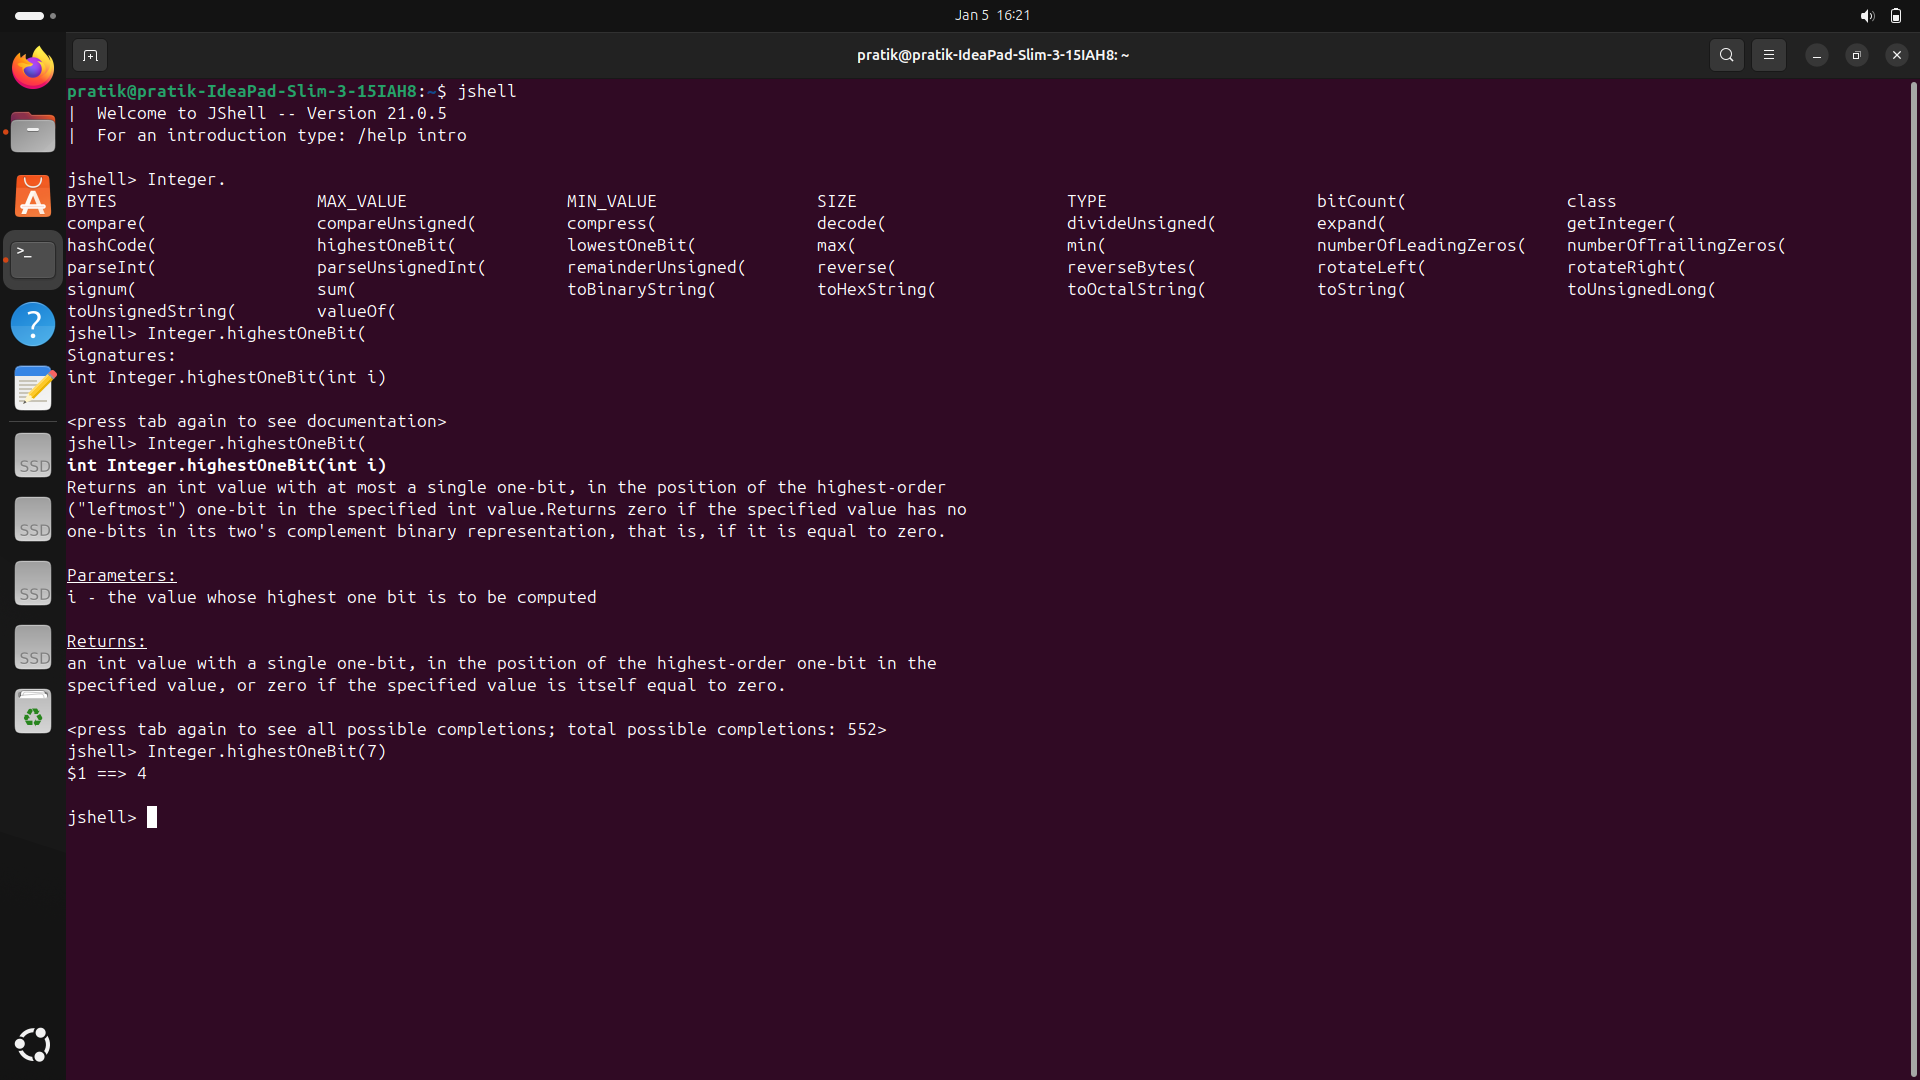 Jan 5 16:21
pratik@pratik-IdeaPad-Slim-3-15IAH8: ~
pratik@pratik-IdeaPad-Slim-3-15IAH8:~$ jshell
|  Welcome to JShell -- Version 21.0.5
|  For an introduction type: /help intro
jshell> Integer.
BYTES MAX_VALUE MIN_VALUE SIZE TYPE bitCount( class
compare( compareUnsigned( compress( decode( divideUnsigned( expand( getInteger(
hashCode( highestOneBit( lowestOneBit( max( min( numberOfLeadingZeros( numberOfTrailingZeros(
parseInt( parseUnsignedInt( remainderUnsigned( reverse( reverseBytes( rotateLeft( rotateRight(
signum( sum( toBinaryString( toHexString( toOctalString( toString( toUnsignedLong(
toUnsignedString( valueOf(
jshell> Integer.highestOneBit(
Signatures:
int Integer.highestOneBit(int i)
<press tab again to see documentation>
jshell> Integer.highestOneBit(
int Integer.highestOneBit(int i)
Returns an int value with at most a single one-bit, in the position of the highest-order
("leftmost") one-bit in the specified int value.Returns zero if the specified value has no
one-bits in its two's complement binary representation, that is, if it is equal to zero.
Parameters:
i - the value whose highest one bit is to be computed
Returns:
an int value with a single one-bit, in the position of the highest-order one-bit in the
specified value, or zero if the specified value is itself equal to zero.
<press tab again to see all possible completions; total possible completions: 552>
jshell> Integer.highestOneBit(7)
$1 ==> 4
jshell>
>_
?
SSD
SSD
SSD
SSD